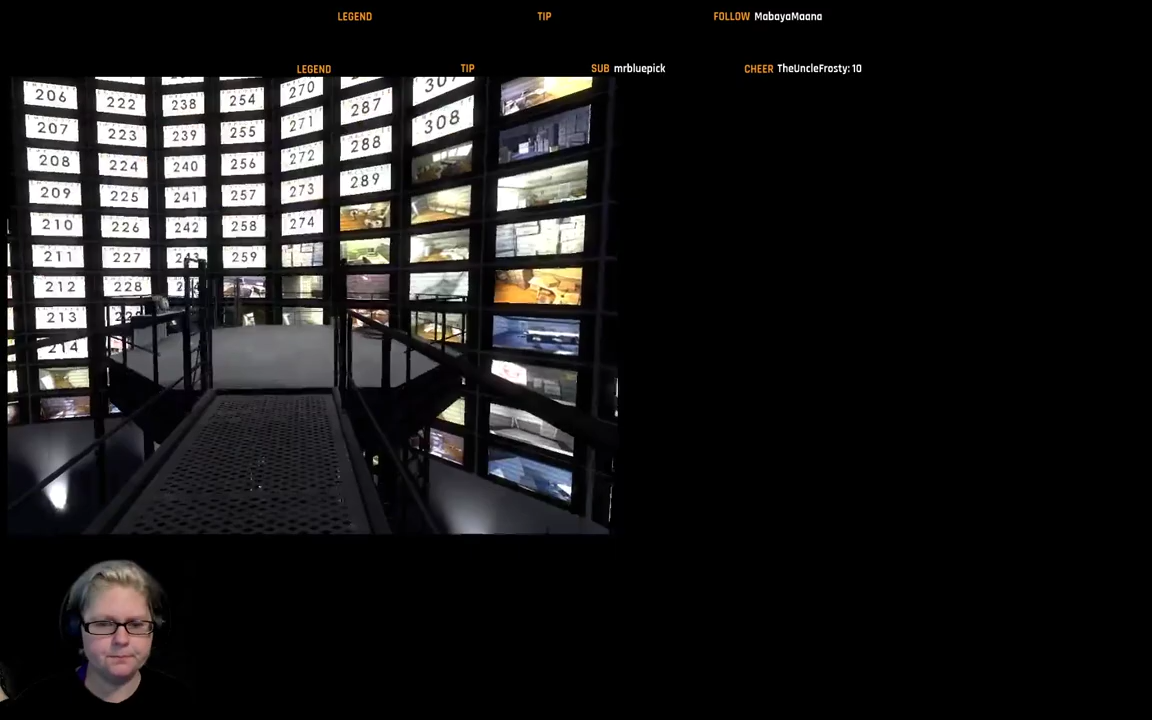 LEGEND TIP FOLLOW MabayaMaana
LEGEND TIP SUB mrbluepick CHEER TheUncleFrosty: 10
206 222 238 254 270 287 307
207 223 239 255 271 288 308
208 224 240 256 272 289
209 225 241 257 273
210 226 242 258 274
211 227 243 259
212 228
213
214